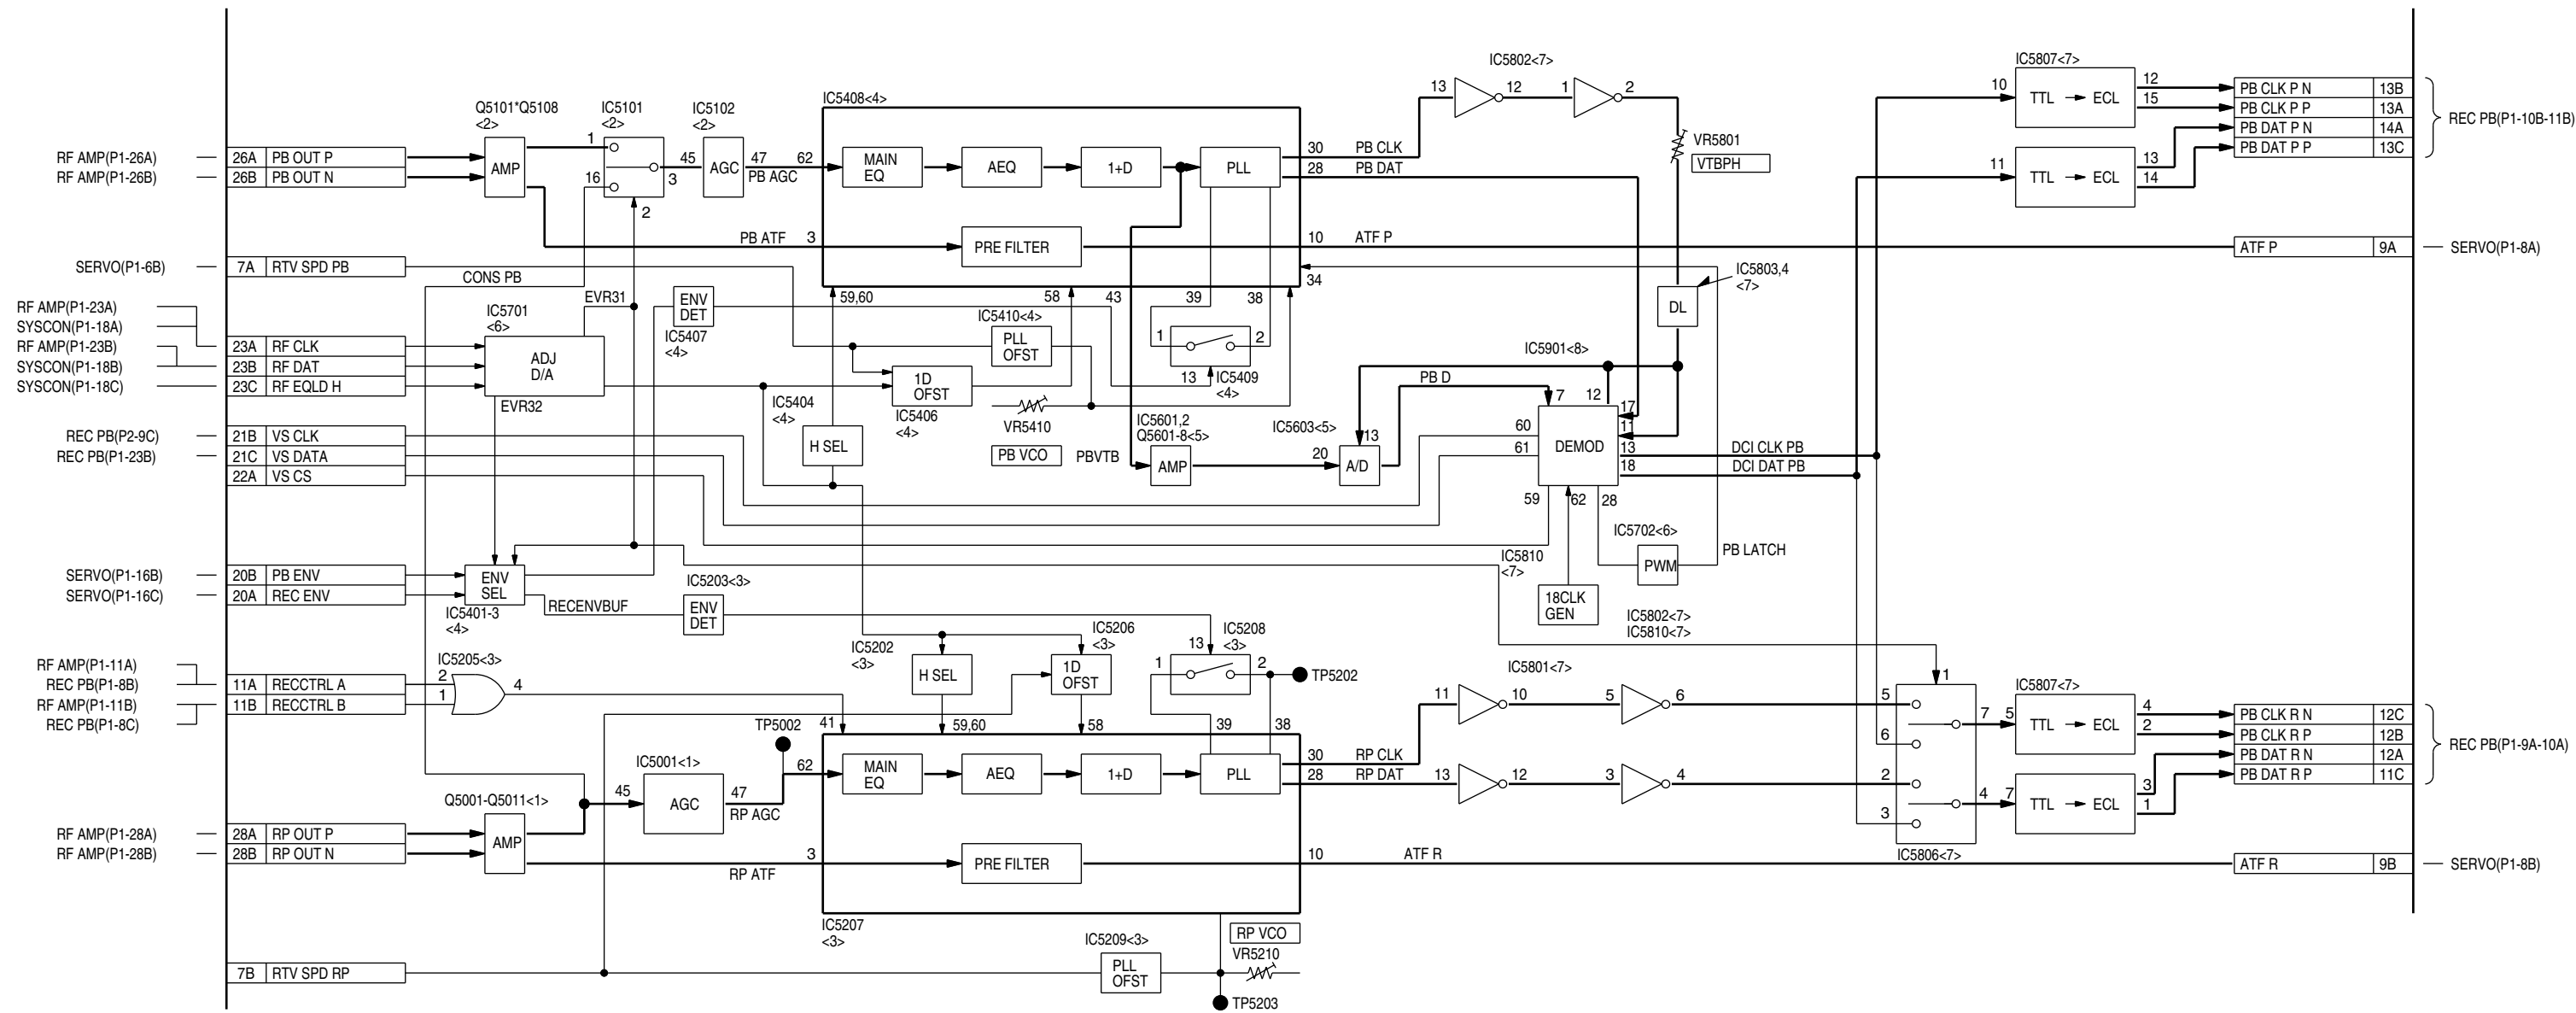 RF AMP(P1-26A)
RF AMP(P1-26B)
26A PB OUT P
26B PB OUT N
Q5101*Q5108
<2>
AMP
IC5101
<2>
1
16
3
2
45
IC5102
<2>
AGC
47
PB AGC
62
IC5408<4>
MAIN
EQ
AEQ
1+D
PLL
PRE FILTER
PB ATF
3
30
PB CLK
28
PB DAT
10
ATF P
34
IC5802<7>
13
12
1
2
VR5801
VTBPH
IC5803,4
<7>
DL
IC5807<7>
10
TTL
ECL
12
15
11
TTL
ECL
13
14
PB CLK P N 13B
PB CLK P P 13A
PB DAT P N 14A
PB DAT P P 13C
REC PB(P1-10B-11B)
ATF P 9A
SERVO(P1-8A)
SERVO(P1-6B)
7A RTV SPD PB
CONS PB
RF AMP(P1-23A)
SYSCON(P1-18A)
RF AMP(P1-23B)
SYSCON(P1-18B)
SYSCON(P1-18C)
23A RF CLK
23B RF DAT
23C RF EQLD H
IC5701
<6>
ADJ
D/A
EVR31
EVR32
ENV
DET
IC5407
<4>
59,60
58
43
39
38
IC5410<4>
PLL
OFST
1D
OFST
IC5406
<4>
IC5404
<4>
H SEL
VR5410
PB VCO
1
2
13
IC5409
<4>
IC5601,2
Q5601-8<5>
PBVTB
AMP
IC5603<5>
20
13
A/D
PB D
IC5901<8>
7
12
17
11
60
61
DEMOD
13
18
59
62
28
DCI CLK PB
DCI DAT PB
IC5702<6>
PWM
PB LATCH
18CLK
GEN
REC PB(P2-9C)
REC PB(P1-23B)
21B VS CLK
21C VS DATA
22A VS CS
SERVO(P1-16B)
SERVO(P1-16C)
20B PB ENV
20A REC ENV
ENV
SEL
IC5401-3
<4>
RECENVBUF
IC5203<3>
ENV
DET
IC5810
<7>
IC5802<7>
IC5810<7>
RF AMP(P1-11A)
REC PB(P1-8B)
RF AMP(P1-11B)
REC PB(P1-8C)
11A RECCTRL A
11B RECCTRL B
IC5205<3>
2
1
4
IC5202
<3>
H SEL
IC5206
<3>
1D
OFST
IC5208
<3>
13
1
2
TP5202
41
59,60
58
39
38
TP5002
IC5001<1>
45
AGC
47
RP AGC
62
MAIN
EQ
AEQ
1+D
PLL
PRE FILTER
30
RP CLK
28
RP DAT
10
ATF R
IC5801<7>
11
10
5
6
13
12
3
4
1
5
6
7
2
3
4
IC5806<7>
IC5807<7>
5
TTL
ECL
4
2
7
TTL
ECL
3
1
PB CLK R N 12C
PB CLK R P 12B
PB DAT R N 12A
PB DAT R P 11C
REC PB(P1-9A-10A)
ATF R 9B
SERVO(P1-8B)
RF AMP(P1-28A)
RF AMP(P1-28B)
28A RP OUT P
28B RP OUT N
Q5001-Q5011<1>
AMP
RP ATF
3
IC5207
<3>
7B RTV SPD RP
IC5209<3>
PLL
OFST
RP VCO
VR5210
TP5203